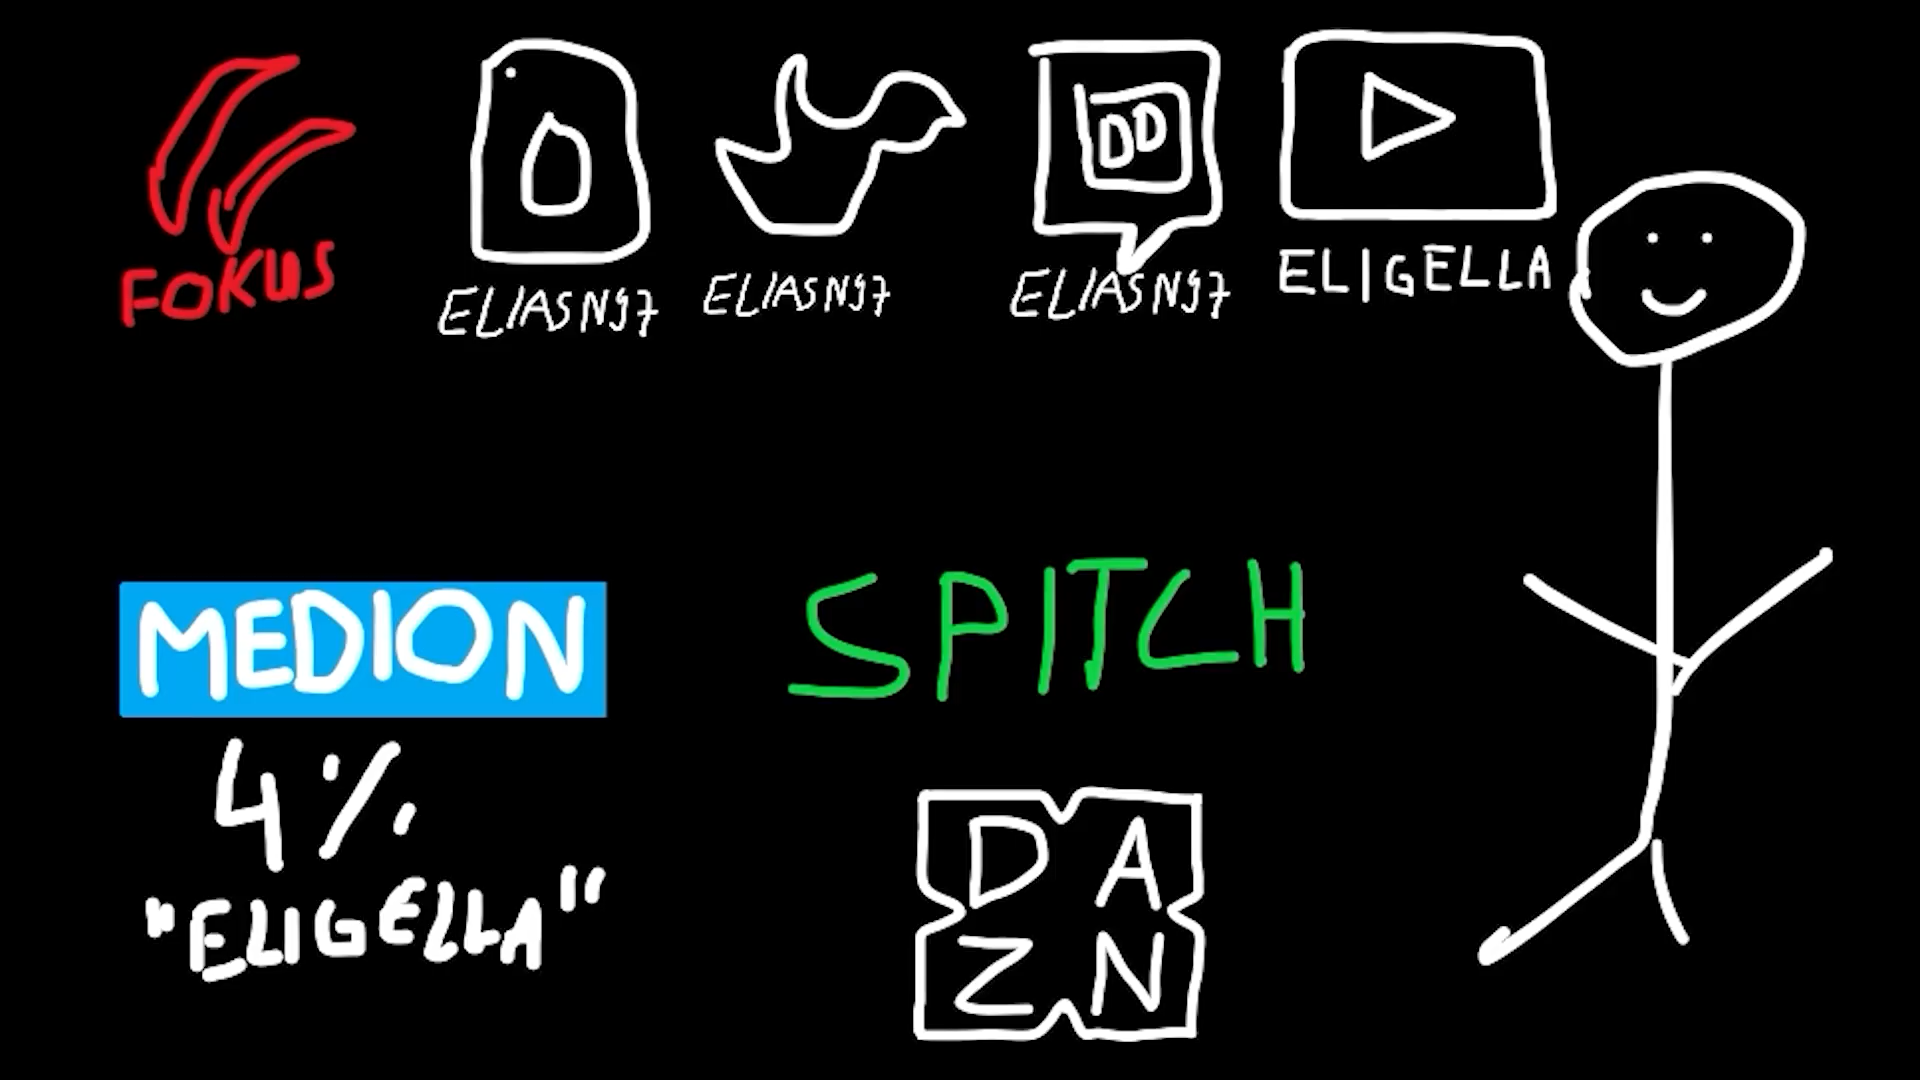 FOKUS
ELIASN97
ELIASN97
ELIASN97
ELIGELLA
DD
MEDION
4%
"ELIGELLA"
SPITCH
DA
ZN